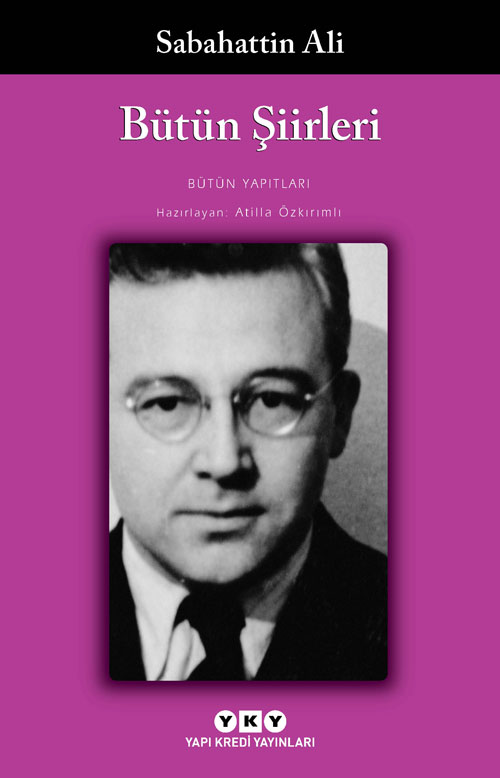 Sabahattin Ali
Bütün Şiirleri
BÜTÜN YAPITLARI
Hazırlayan: Atilla Özkırımlı
YKY
YAPI KREDİ YAYINLARI